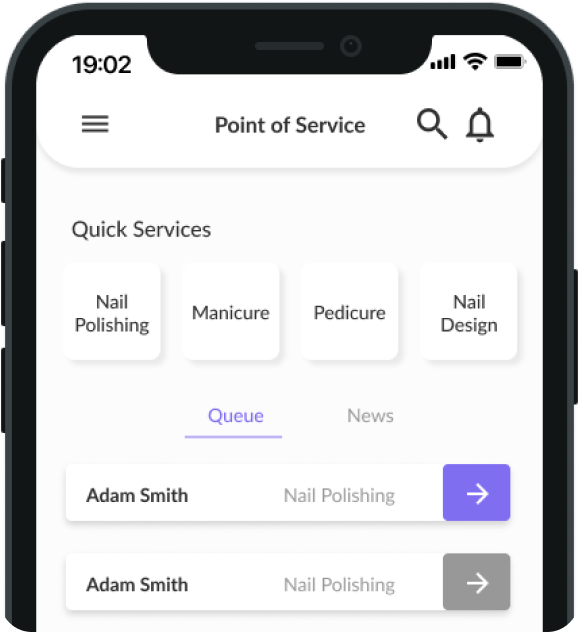 19:02
Point of Service
Quick Services
Nail
Polishing
Manicure
Pedicure
Nail
Design
Queue
News
Adam Smith
Nail Polishing
Adam Smith
Nail Polishing